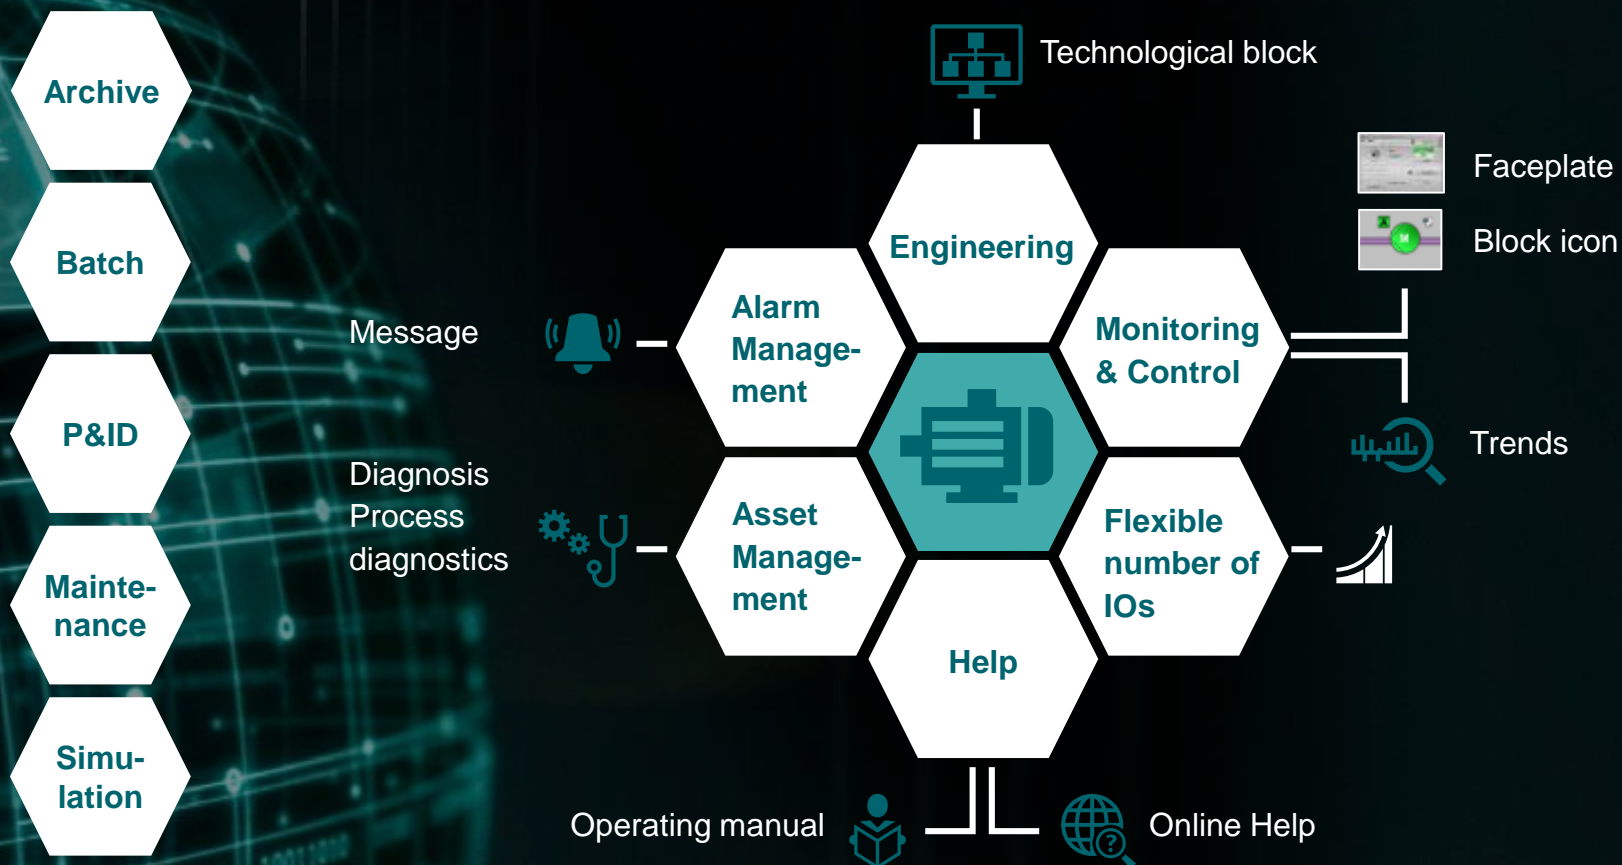 Archive
Batch
P&ID
Mainte-
nance
Simu-
lation
Technological block
Faceplate
Block icon
Engineering
Alarm
Manage-
ment
Monitoring
& Control
Message
Trends
Diagnosis
Process
diagnostics
Asset
Manage-
ment
Flexible
number of
IOs
Help
Operating manual
Online Help